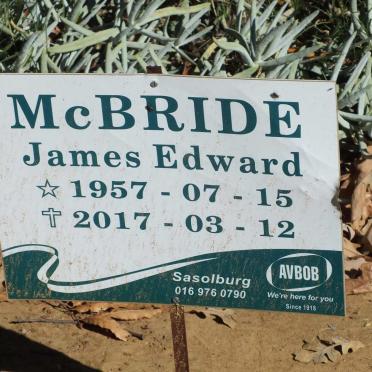 McBRIDE
James Edward
☆ 1957 - 07 - 15
✝ 2017 - 03 - 12
Sasolburg
016 976 0790
AVBOB
We're here for you
Since 1918